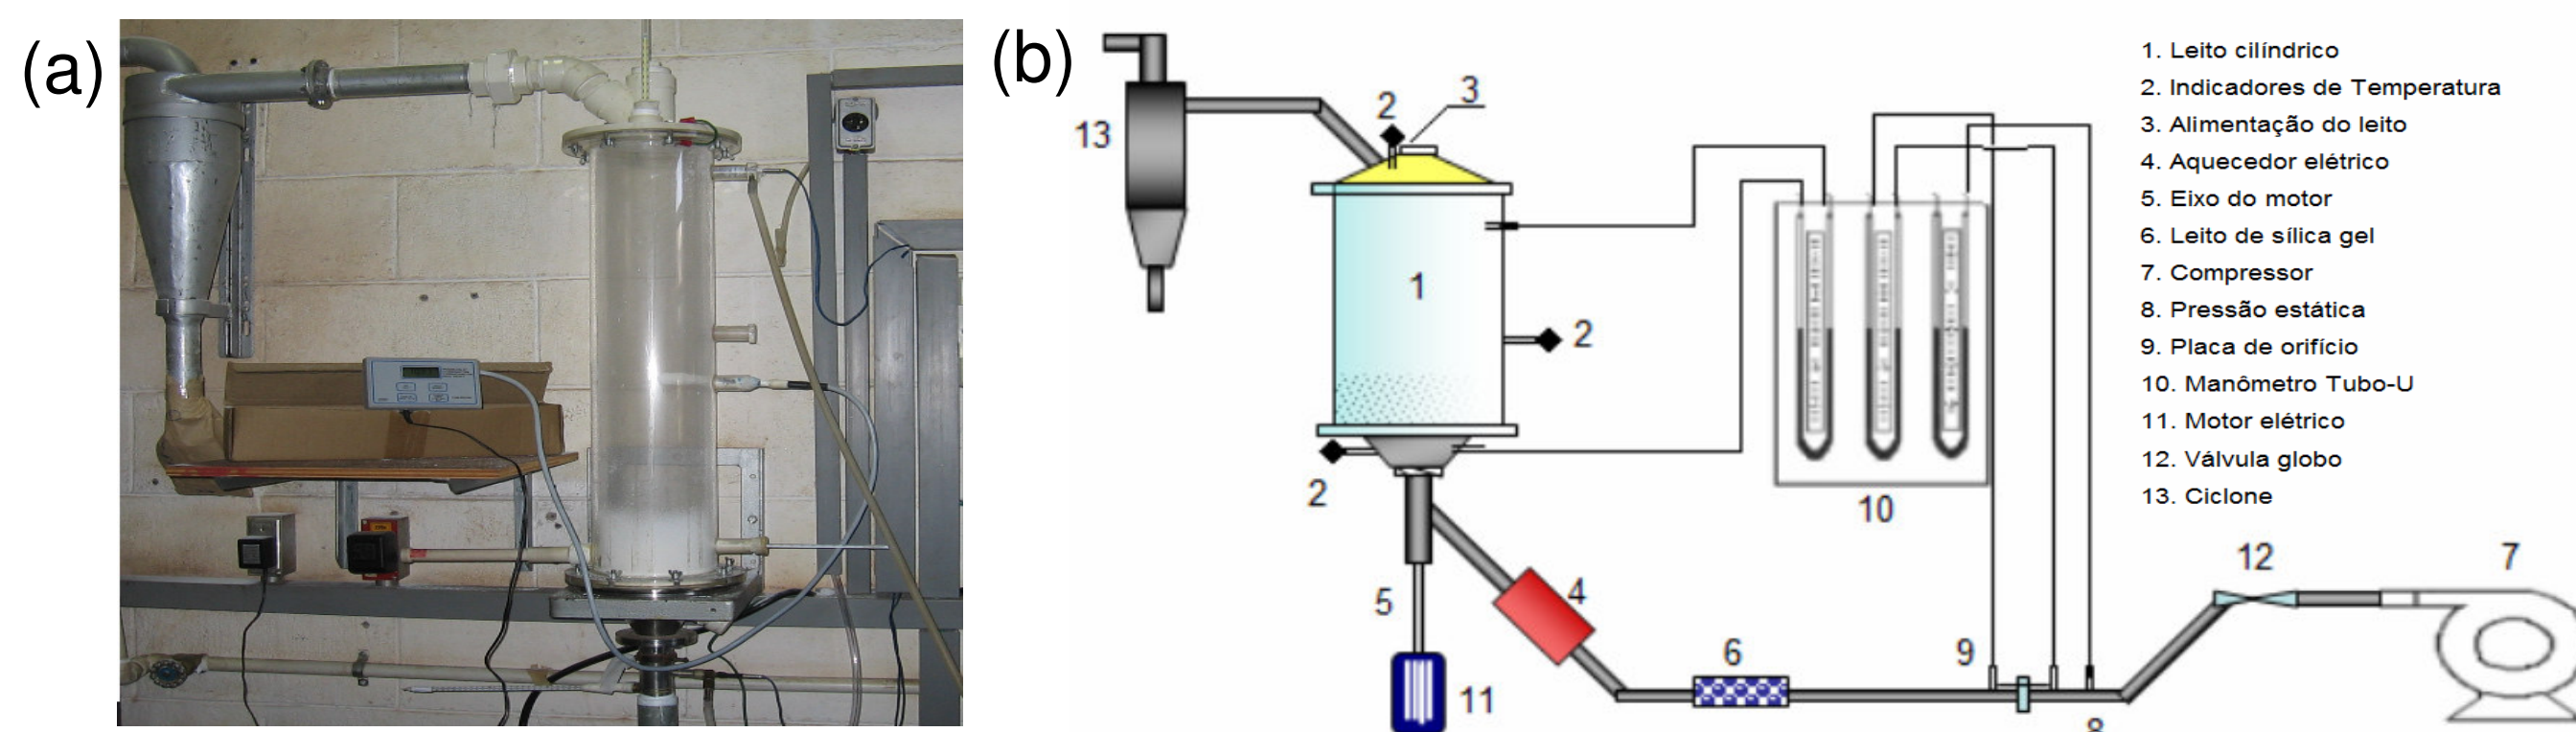 (a)
(b)
1. Leito cilíndrico
2. Indicadores de Temperatura
3. Alimentação do leito
4. Aquecedor elétrico
5. Eixo do motor
6. Leito de sílica gel
7. Compressor
8. Pressão estática
9. Placa de orifício
10. Manômetro Tubo-U
11. Motor elétrico
12. Válvula globo
13. Ciclone
2
3
13
1
2
2
10
5
4
12
7
6
9
11
8